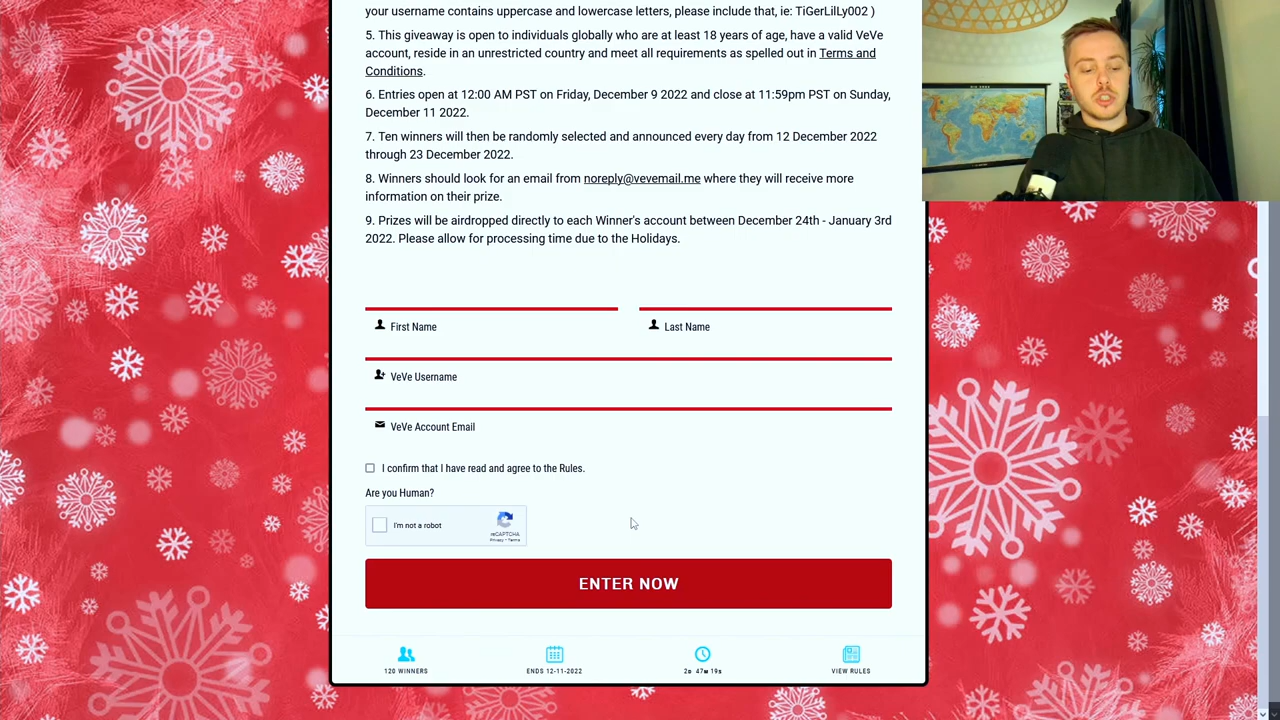 your username contains uppercase and lowercase letters, please include that, ie: TiGerLilLy002 )
5. This giveaway is open to individuals globally who are at least 18 years of age, have a valid VeVe
account, reside in an unrestricted country and meet all requirements as spelled out in Terms and
Conditions.
6. Entries open at 12:00 AM PST on Friday, December 9 2022 and close at 11:59pm PST on Sunday,
December 11 2022.
7. Ten winners will then be randomly selected and announced every day from 12 December 2022
through 23 December 2022.
8. Winners should look for an email from noreply@vevemail.me where they will receive more
information on their prize.
9. Prizes will be airdropped directly to each Winner's account between December 24th - January 3rd
2022. Please allow for processing time due to the Holidays.
First Name
Last Name
VeVe Username
VeVe Account Email
I confirm that I have read and agree to the Rules.
Are you Human?
I'm not a robot
reCAPTCHA
Privacy - Terms
ENTER NOW
120 WINNERS
ENDS 12-11-2022
VIEW RULES